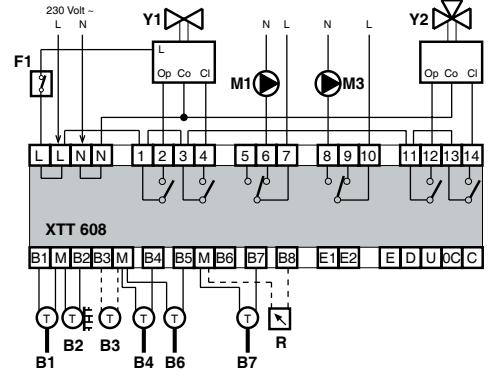 230 Volt ~
L N
Y1
N L
N
L
Y2
F1
L
Op Co Cl
M1
M3
Op Co Cl
L L N N
1 2 3 4
5 6 7
8 9 10
11 12 13 14
XTT 608
B1 M B2 B3 M B4 B5 M B6 B7 B8 E1 E2 E D U 0C C
T T T T T T
B1 B2 B3 B4 B6 B7 R